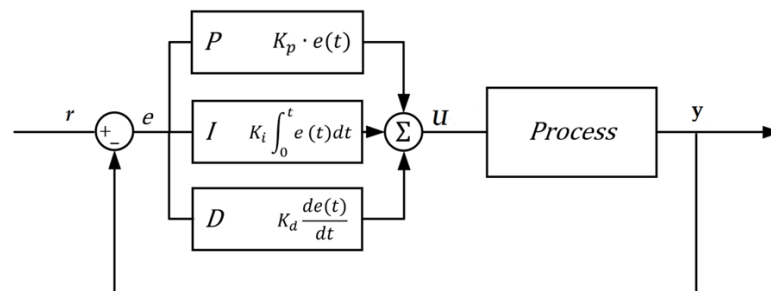 P K_p · e(t)
r + − e I K_i ∫_0^t e (t)dt Σ U Process y
D K_d de(t)/dt